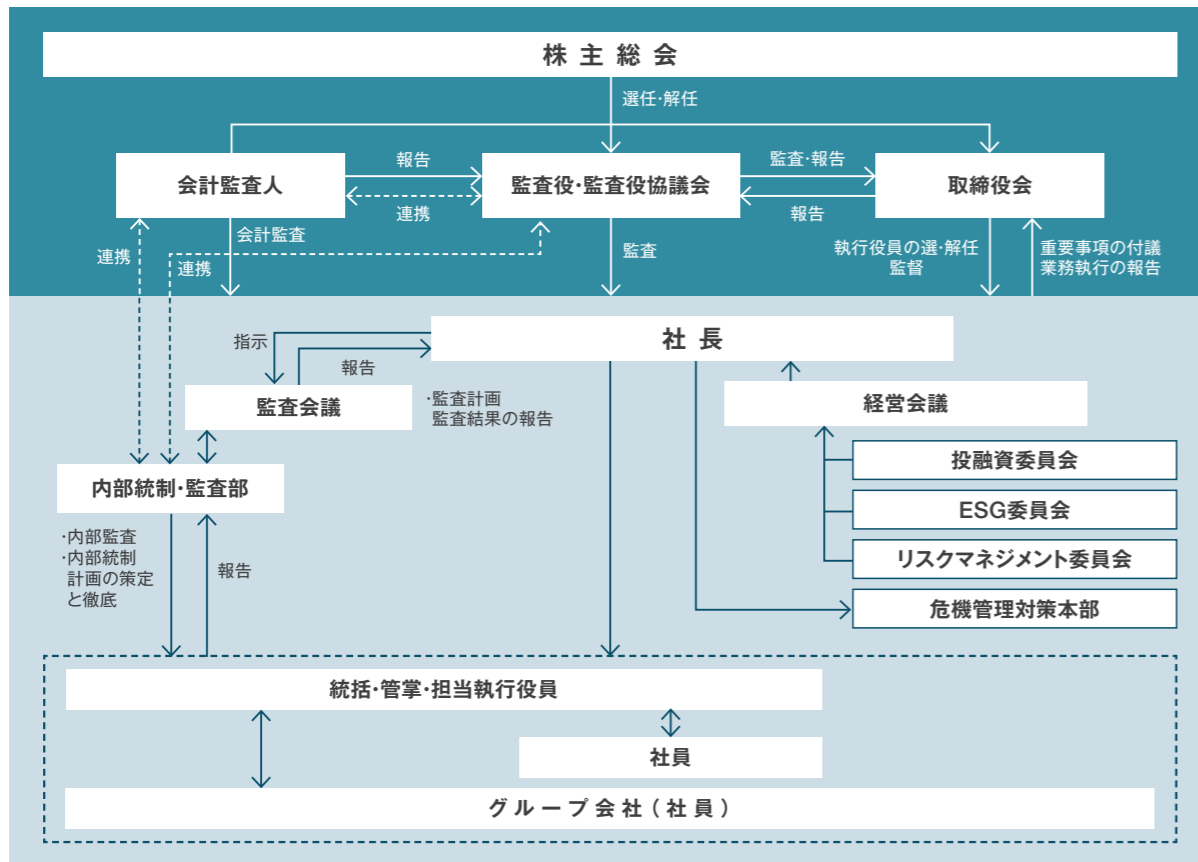 株主総会
選任・解任
会計監査人
報告
連携
監査役・監査役協議会
監査・報告
報告
取締役会
連携
会計監査
連携
監査
執行役員の選・解任
監督
重要事項の付議
業務執行の報告
社長
指示
報告
監査会議
・監査計画
監査結果の報告
経営会議
投融資委員会
ESG委員会
リスクマネジメント委員会
危機管理対策本部
内部統制・監査部
・内部監査
・内部統制
計画の策定
と徹底
報告
統括・管掌・担当執行役員
社員
グループ会社(社員)